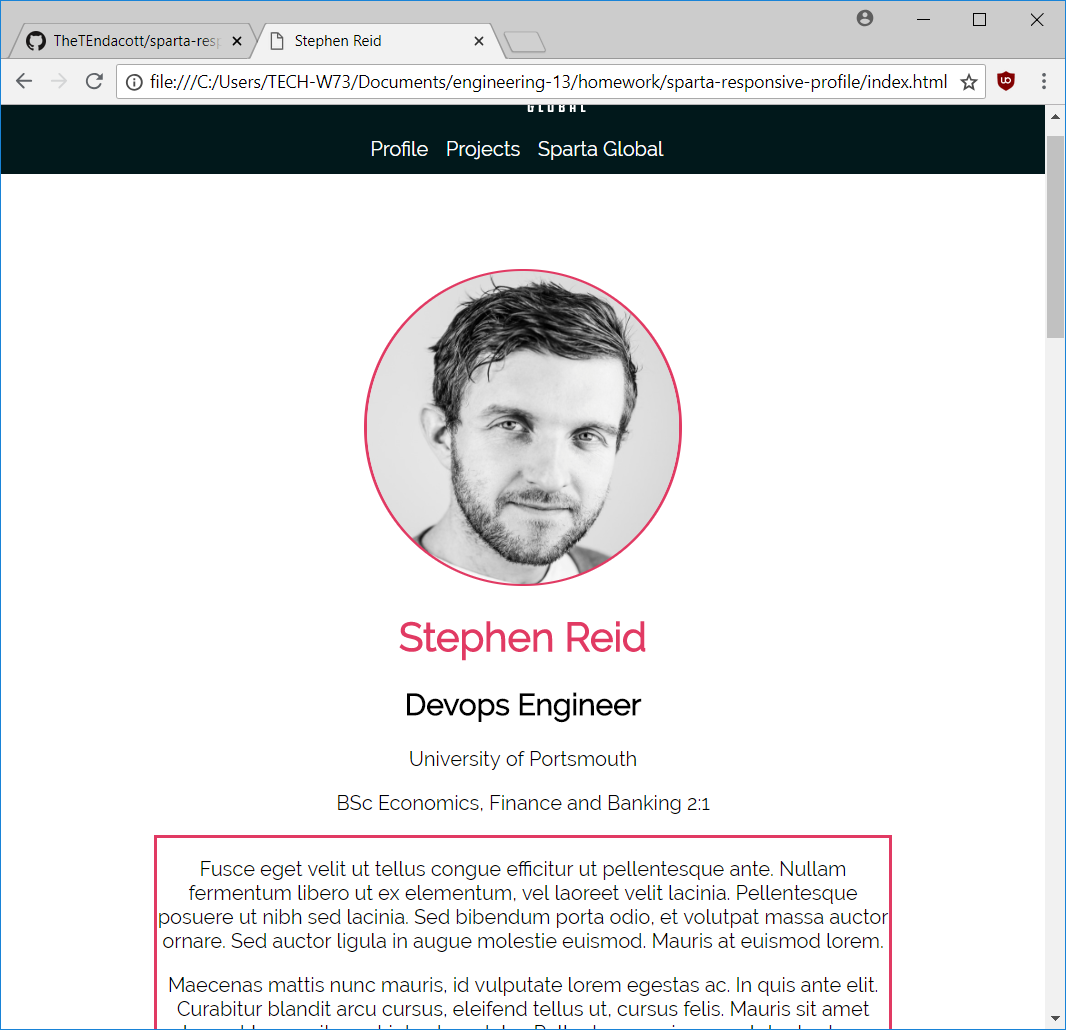 TheTEndacott/sparta-resp
Stephen Reid
file:///C:/Users/TECH-W73/Documents/engineering-13/homework/sparta-responsive-profile/index.html
GLOBAL
Profile Projects Sparta Global
Stephen Reid
Devops Engineer
University of Portsmouth
BSc Economics, Finance and Banking 2:1
Fusce eget velit ut tellus congue efficitur ut pellentesque ante. Nullam
fermentum libero ut ex elementum, vel laoreet velit lacinia. Pellentesque
posuere ut nibh sed lacinia. Sed bibendum porta odio, et volutpat massa auctor
ornare. Sed auctor ligula in augue molestie euismod. Mauris at euismod lorem.
Maecenas mattis nunc mauris, id vulputate lorem egestas ac. In quis ante elit.
Curabitur blandit arcu cursus, eleifend tellus ut, cursus felis. Mauris sit amet